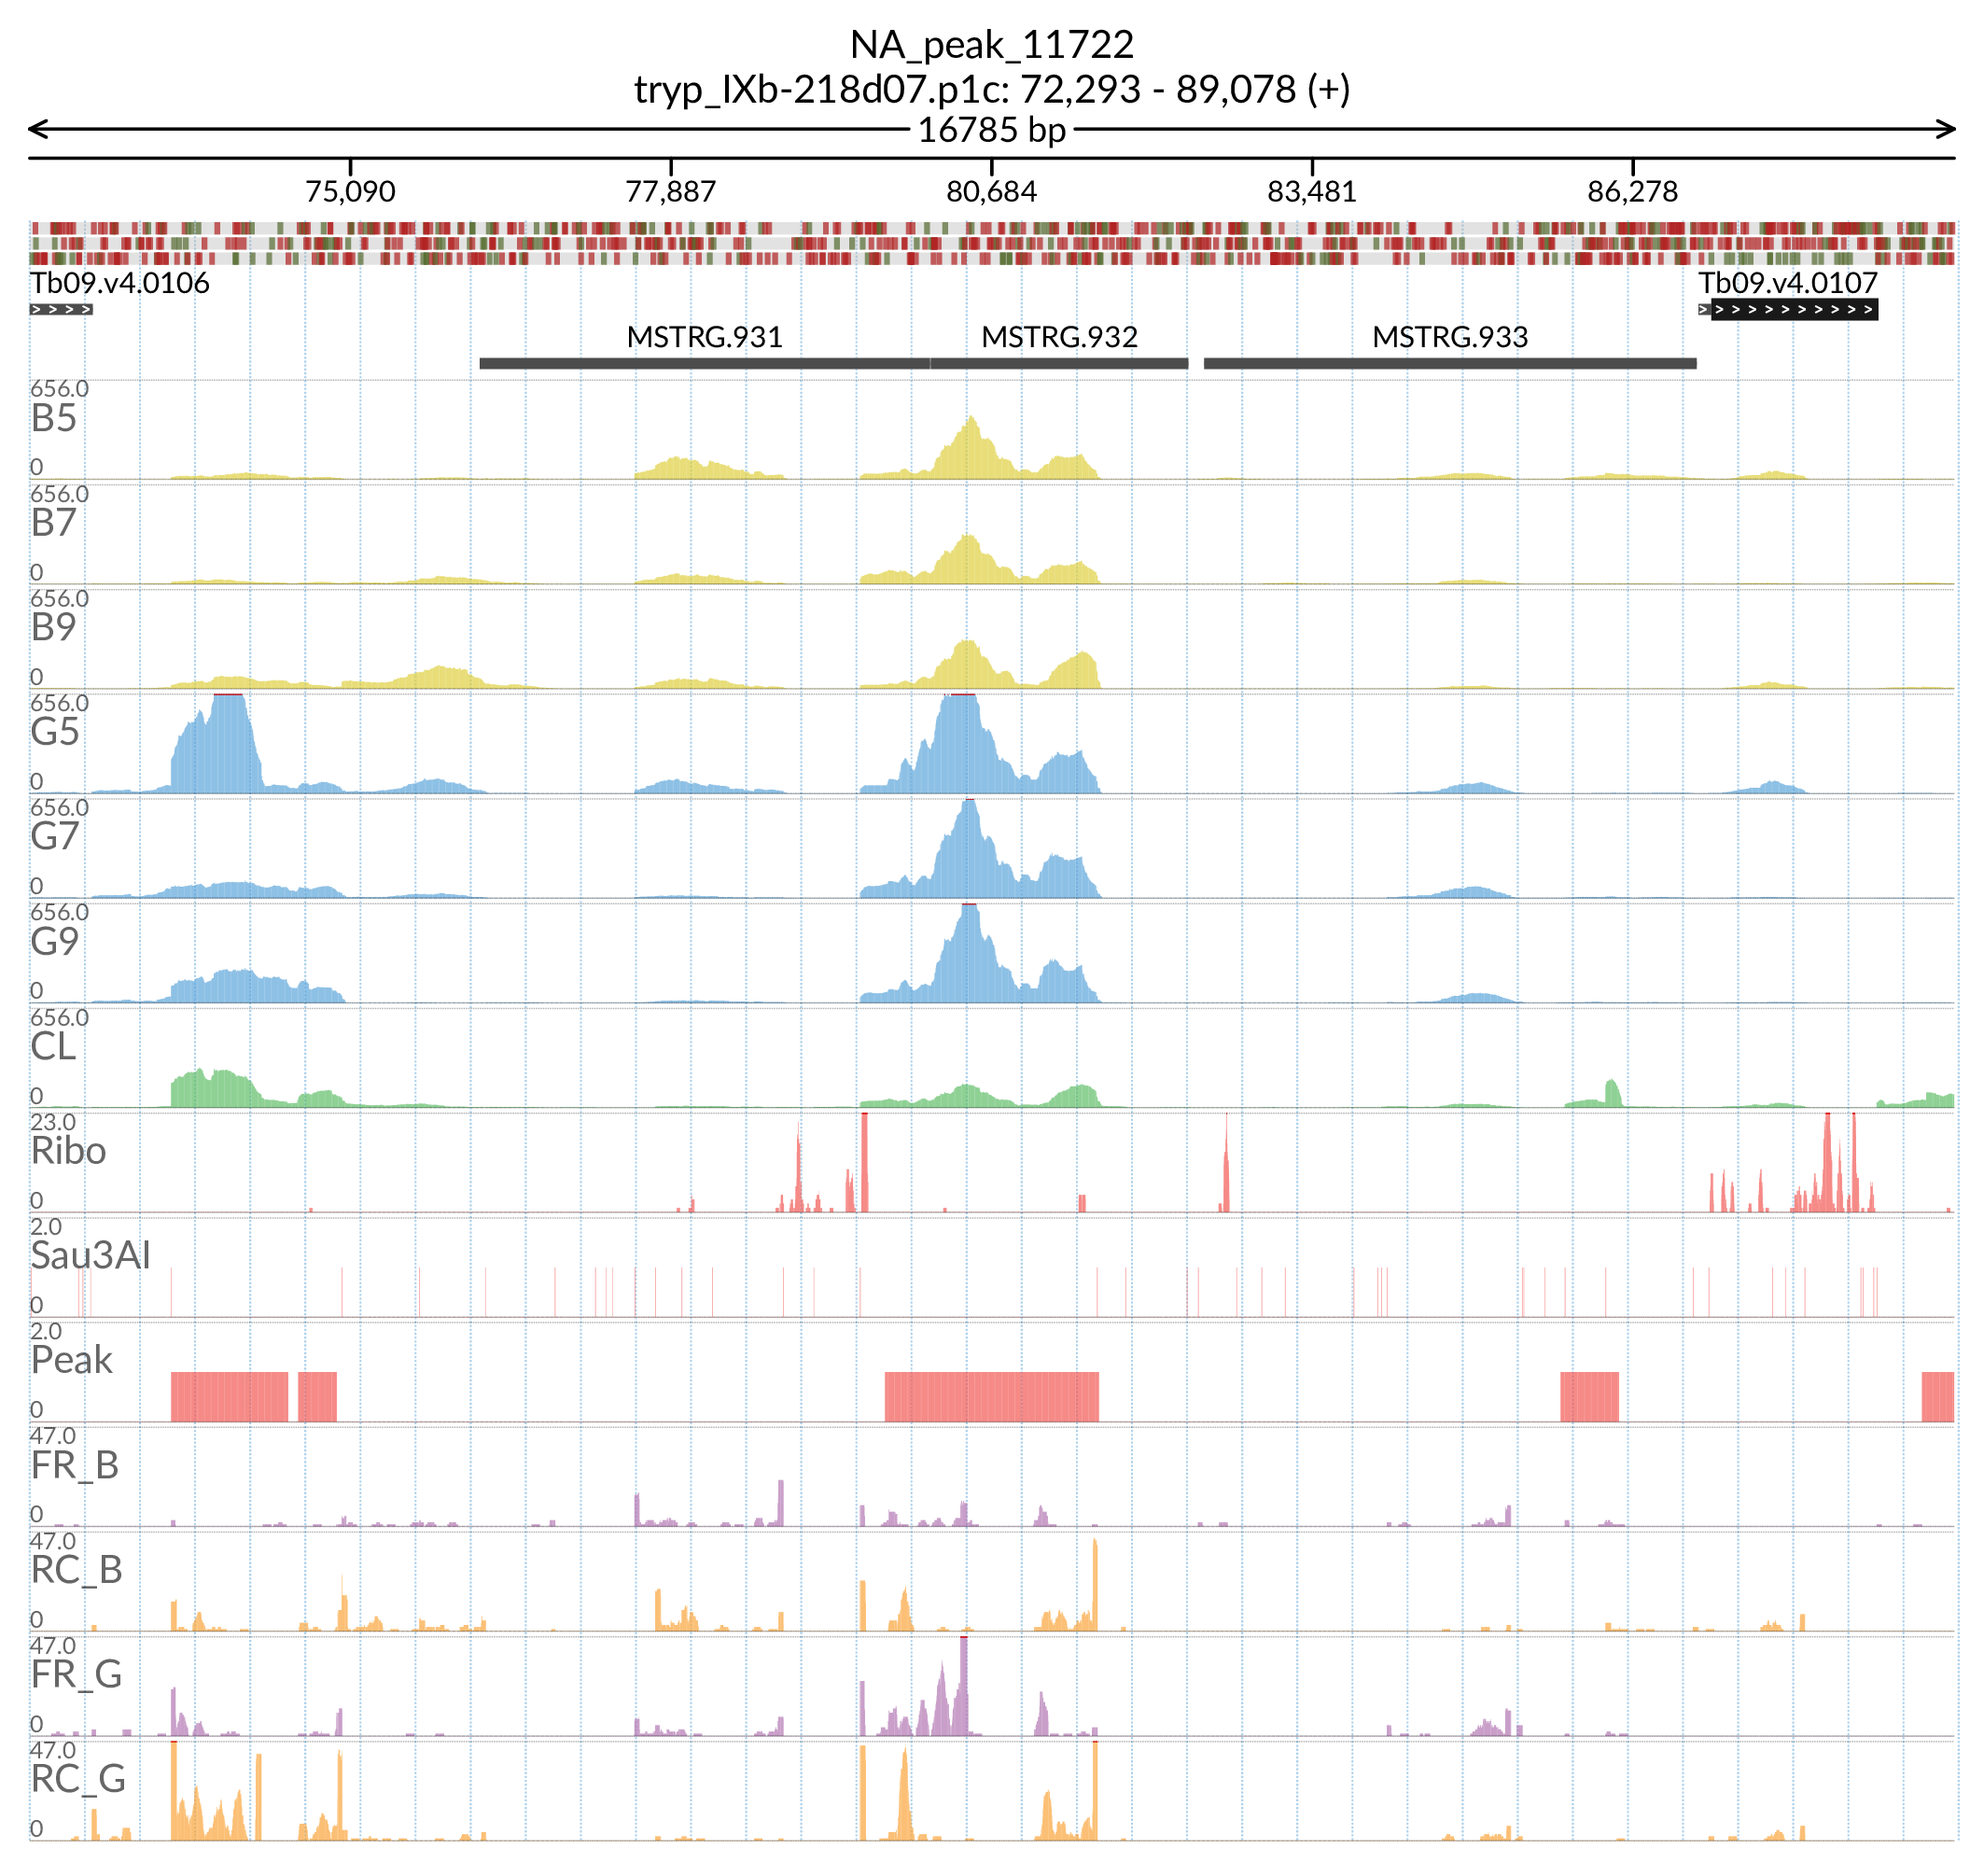 NA_peak_11722
tryp_IXb-218d07.p1c: 72,293 - 89,078 (+)
16785 bp
75,090 77,887 80,684 83,481 86,278
Tb09.v4.0106 Tb09.v4.0107
> > > > > > > > > > > > > > >
MSTRG.931 MSTRG.932 MSTRG.933
656.0
B5
0
656.0
B7
0
656.0
B9
0
656.0
G5
0
656.0
G7
0
656.0
G9
0
656.0
CL
0
23.0
Ribo
0
2.0
Sau3AI
0
2.0
Peak
0
47.0
FR_B
0
47.0
RC_B
0
47.0
FR_G
0
47.0
RC_G
0